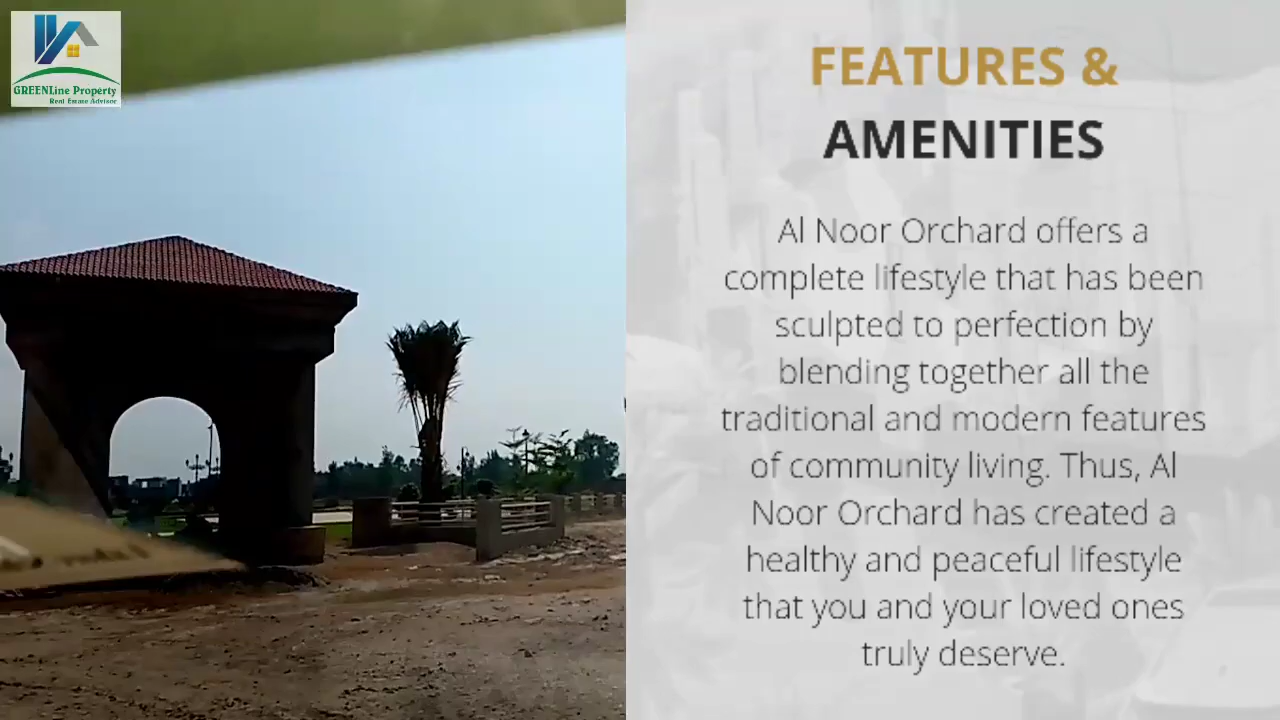 GREENLine Property
Real Estate Advisor
FEATURES &
AMENITIES
Al Noor Orchard offers a
complete lifestyle that has been
sculpted to perfection by
blending together all the
traditional and modern features
of community living. Thus, Al
Noor Orchard has created a
healthy and peaceful lifestyle
that you and your loved ones
truly deserve.